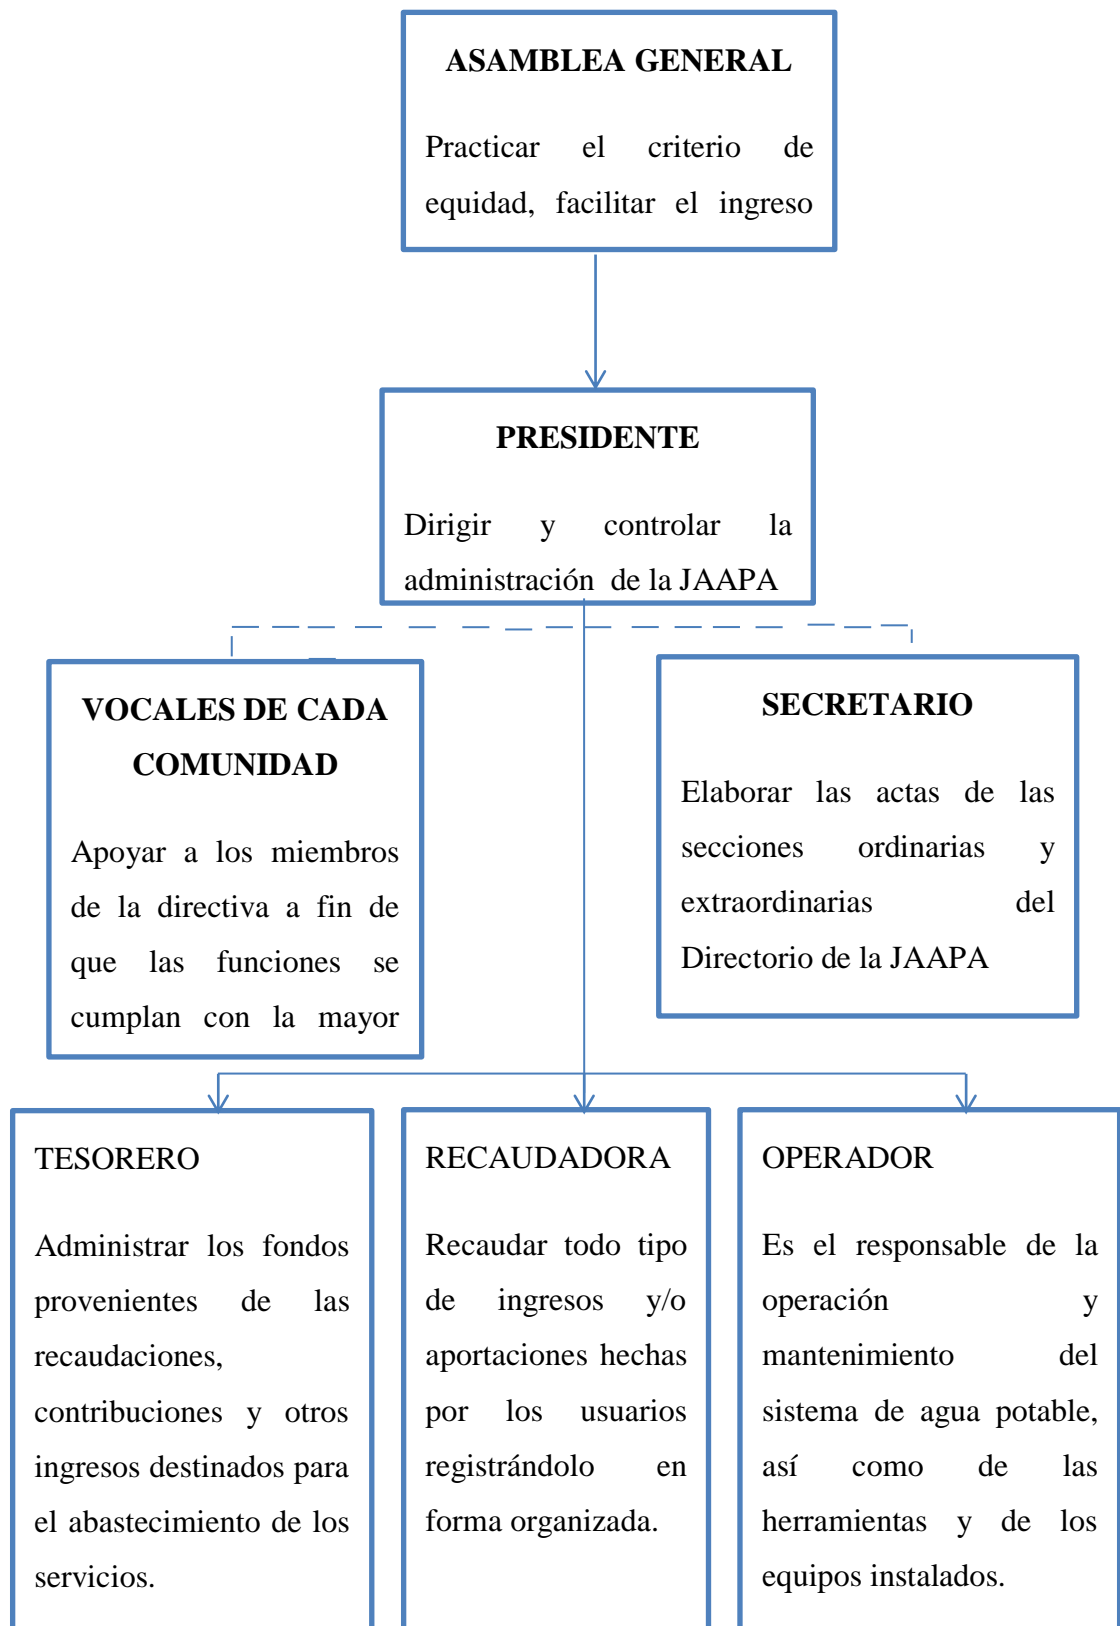 ASAMBLEA GENERAL
Practicar el criterio de
equidad, facilitar el ingreso
PRESIDENTE
Dirigir y controlar la
administración de la JAAPA
VOCALES DE CADA
COMUNIDAD
Apoyar a los miembros
de la directiva a fin de
que las funciones se
cumplan con la mayor
SECRETARIO
Elaborar las actas de las
secciones ordinarias y
extraordinarias del
Directorio de la JAAPA
TESORERO
Administrar los fondos
provenientes de las
recaudaciones,
contribuciones y otros
ingresos destinados para
el abastecimiento de los
servicios.
RECAUDADORA
Recaudar todo tipo
de ingresos y/o
aportaciones hechas
por los usuarios
registrándolo en
forma organizada.
OPERADOR
Es el responsable de la
operación y
mantenimiento del
sistema de agua potable,
así como de las
herramientas y de los
equipos instalados.